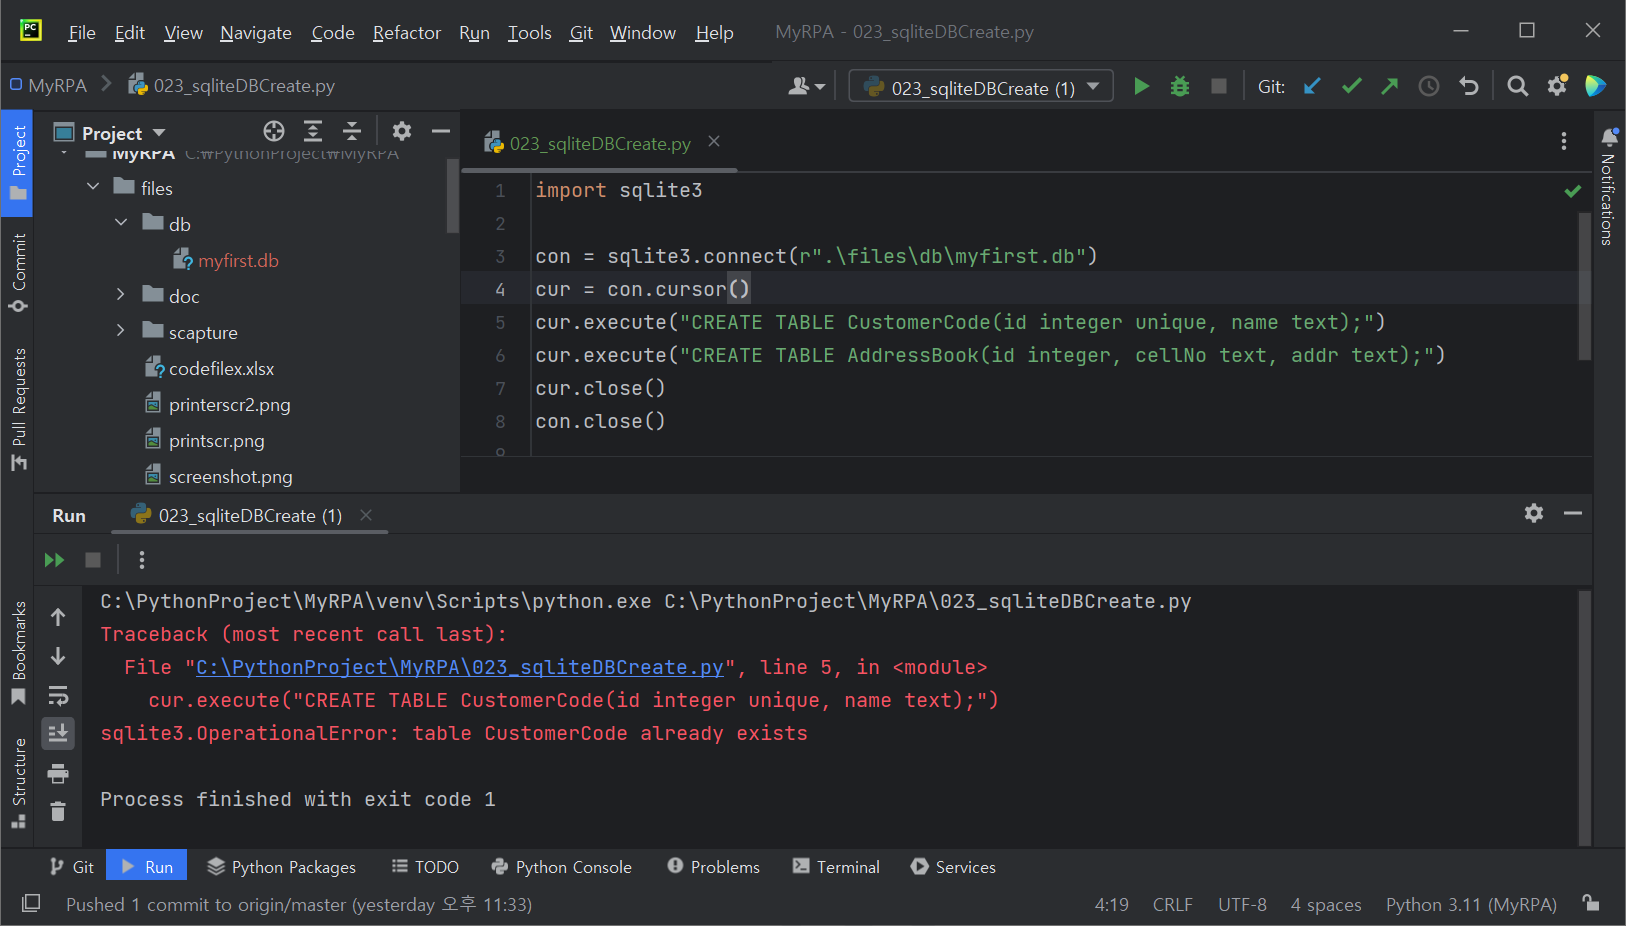 PC
File Edit View Navigate Code Refactor Run Tools Git Window Help MyRPA - 023_sqliteDBCreate.py
MyRPA 023_sqliteDBCreate.py 023_sqliteDBCreate (1) Git:
Project
Commit
Pull Requests
Bookmarks
Structure
Project
MyRPA C:₩PythonProject₩MyRPA
files
db
myfirst.db
doc
scapture
codefilex.xlsx
printerscr2.png
printscr.png
screenshot.png
023_sqliteDBCreate.py
1 import sqlite3
2
3 con = sqlite3.connect(r".\files\db\myfirst.db")
4 cur = con.cursor()
5 cur.execute("CREATE TABLE CustomerCode(id integer unique, name text);")
6 cur.execute("CREATE TABLE AddressBook(id integer, cellNo text, addr text);")
7 cur.close()
8 con.close()
9
Notifications
Run 023_sqliteDBCreate (1)
C:\PythonProject\MyRPA\venv\Scripts\python.exe C:\PythonProject\MyRPA\023_sqliteDBCreate.py
Traceback (most recent call last):
File "C:\PythonProject\MyRPA\023_sqliteDBCreate.py", line 5, in <module>
cur.execute("CREATE TABLE CustomerCode(id integer unique, name text);")
sqlite3.OperationalError: table CustomerCode already exists
Process finished with exit code 1
Git Run Python Packages TODO Python Console Problems Terminal Services
Pushed 1 commit to origin/master (yesterday 오후 11:33) 4:19 CRLF UTF-8 4 spaces Python 3.11 (MyRPA)